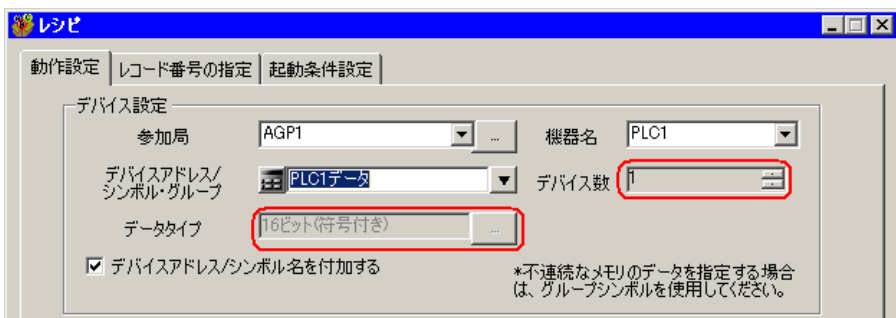 レシピ
動作設定 レコード番号の指定 起動条件設定
デバイス設定
参加局 AGP1 ... 機器名 PLC1
デバイスアドレス/
シンボル・グループ PLC1データ デバイス数 1
データタイプ 16ビット(符号付き) ...
デバイスアドレス/シンボル名を付加する
*不連続なメモリのデータを指定する場合
は、グループシンボルを使用してください。